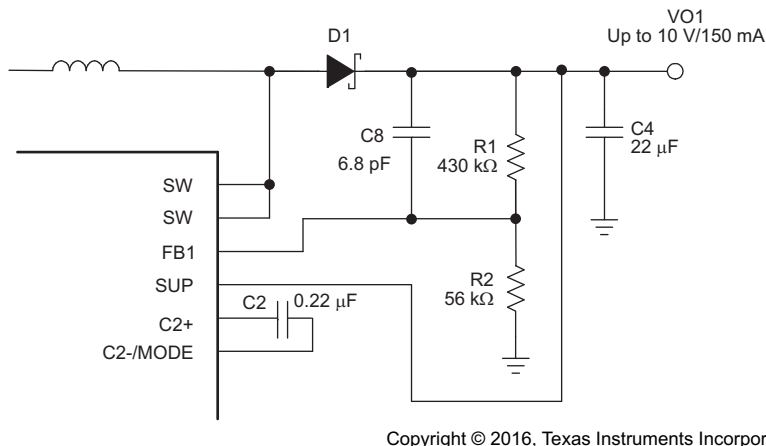 VO1
Up to 10 V/150 mA
D1
C8
6.8 pF
R1
430 kΩ
C4
22 μF
SW
SW
FB1
SUP
C2+
C2-/MODE
C2
0.22 μF
R2
56 kΩ
Copyright © 2016, Texas Instruments Incorpor